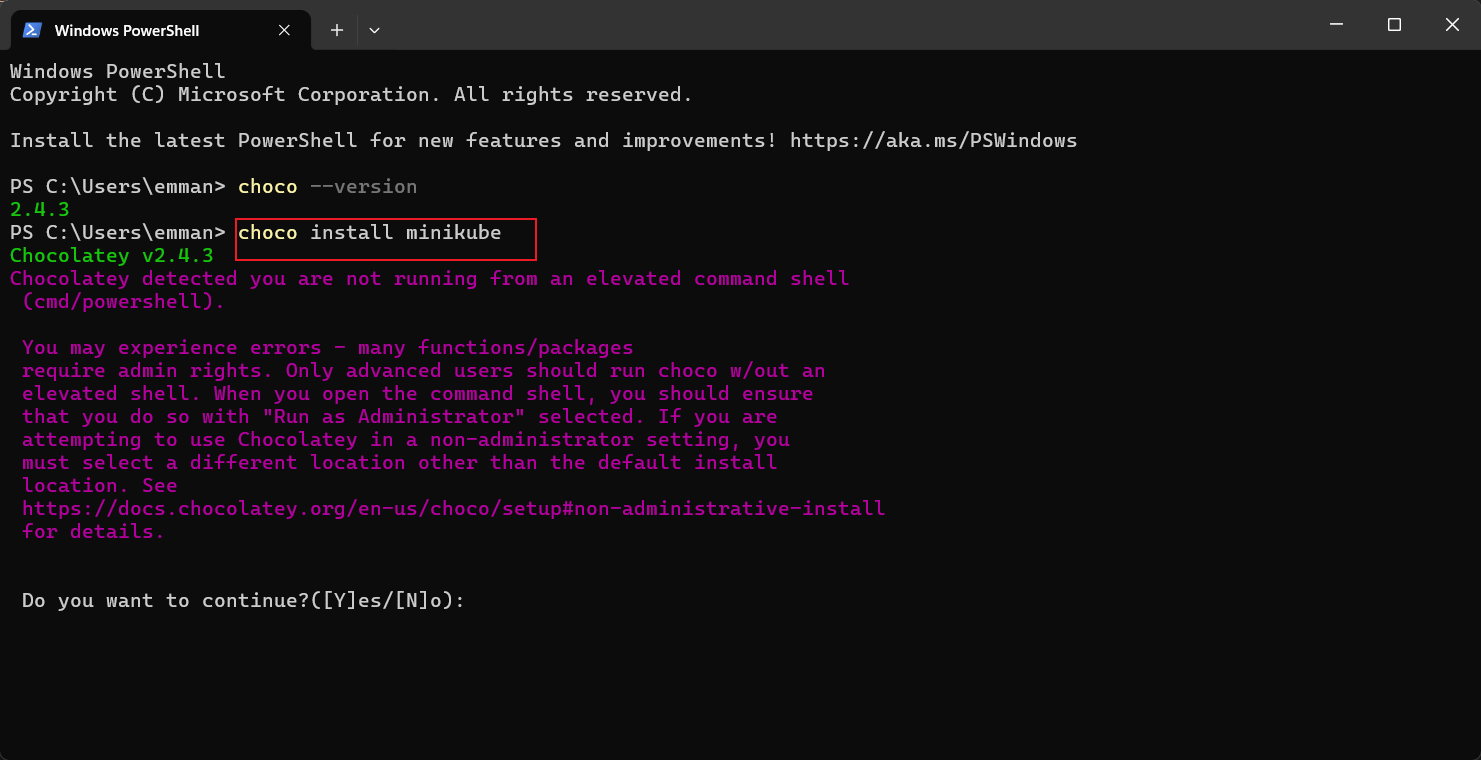 Windows PowerShell
Windows PowerShell
Copyright (C) Microsoft Corporation. All rights reserved.
Install the latest PowerShell for new features and improvements! https://aka.ms/PSWindows
PS C:\Users\emman> choco --version
2.4.3
PS C:\Users\emman> choco install minikube
Chocolatey v2.4.3
Chocolatey detected you are not running from an elevated command shell
(cmd/powershell).
You may experience errors - many functions/packages
require admin rights. Only advanced users should run choco w/out an
elevated shell. When you open the command shell, you should ensure
that you do so with "Run as Administrator" selected. If you are
attempting to use Chocolatey in a non-administrator setting, you
must select a different location other than the default install
location. See
https://docs.chocolatey.org/en-us/choco/setup#non-administrative-install
for details.
Do you want to continue?([Y]es/[N]o):